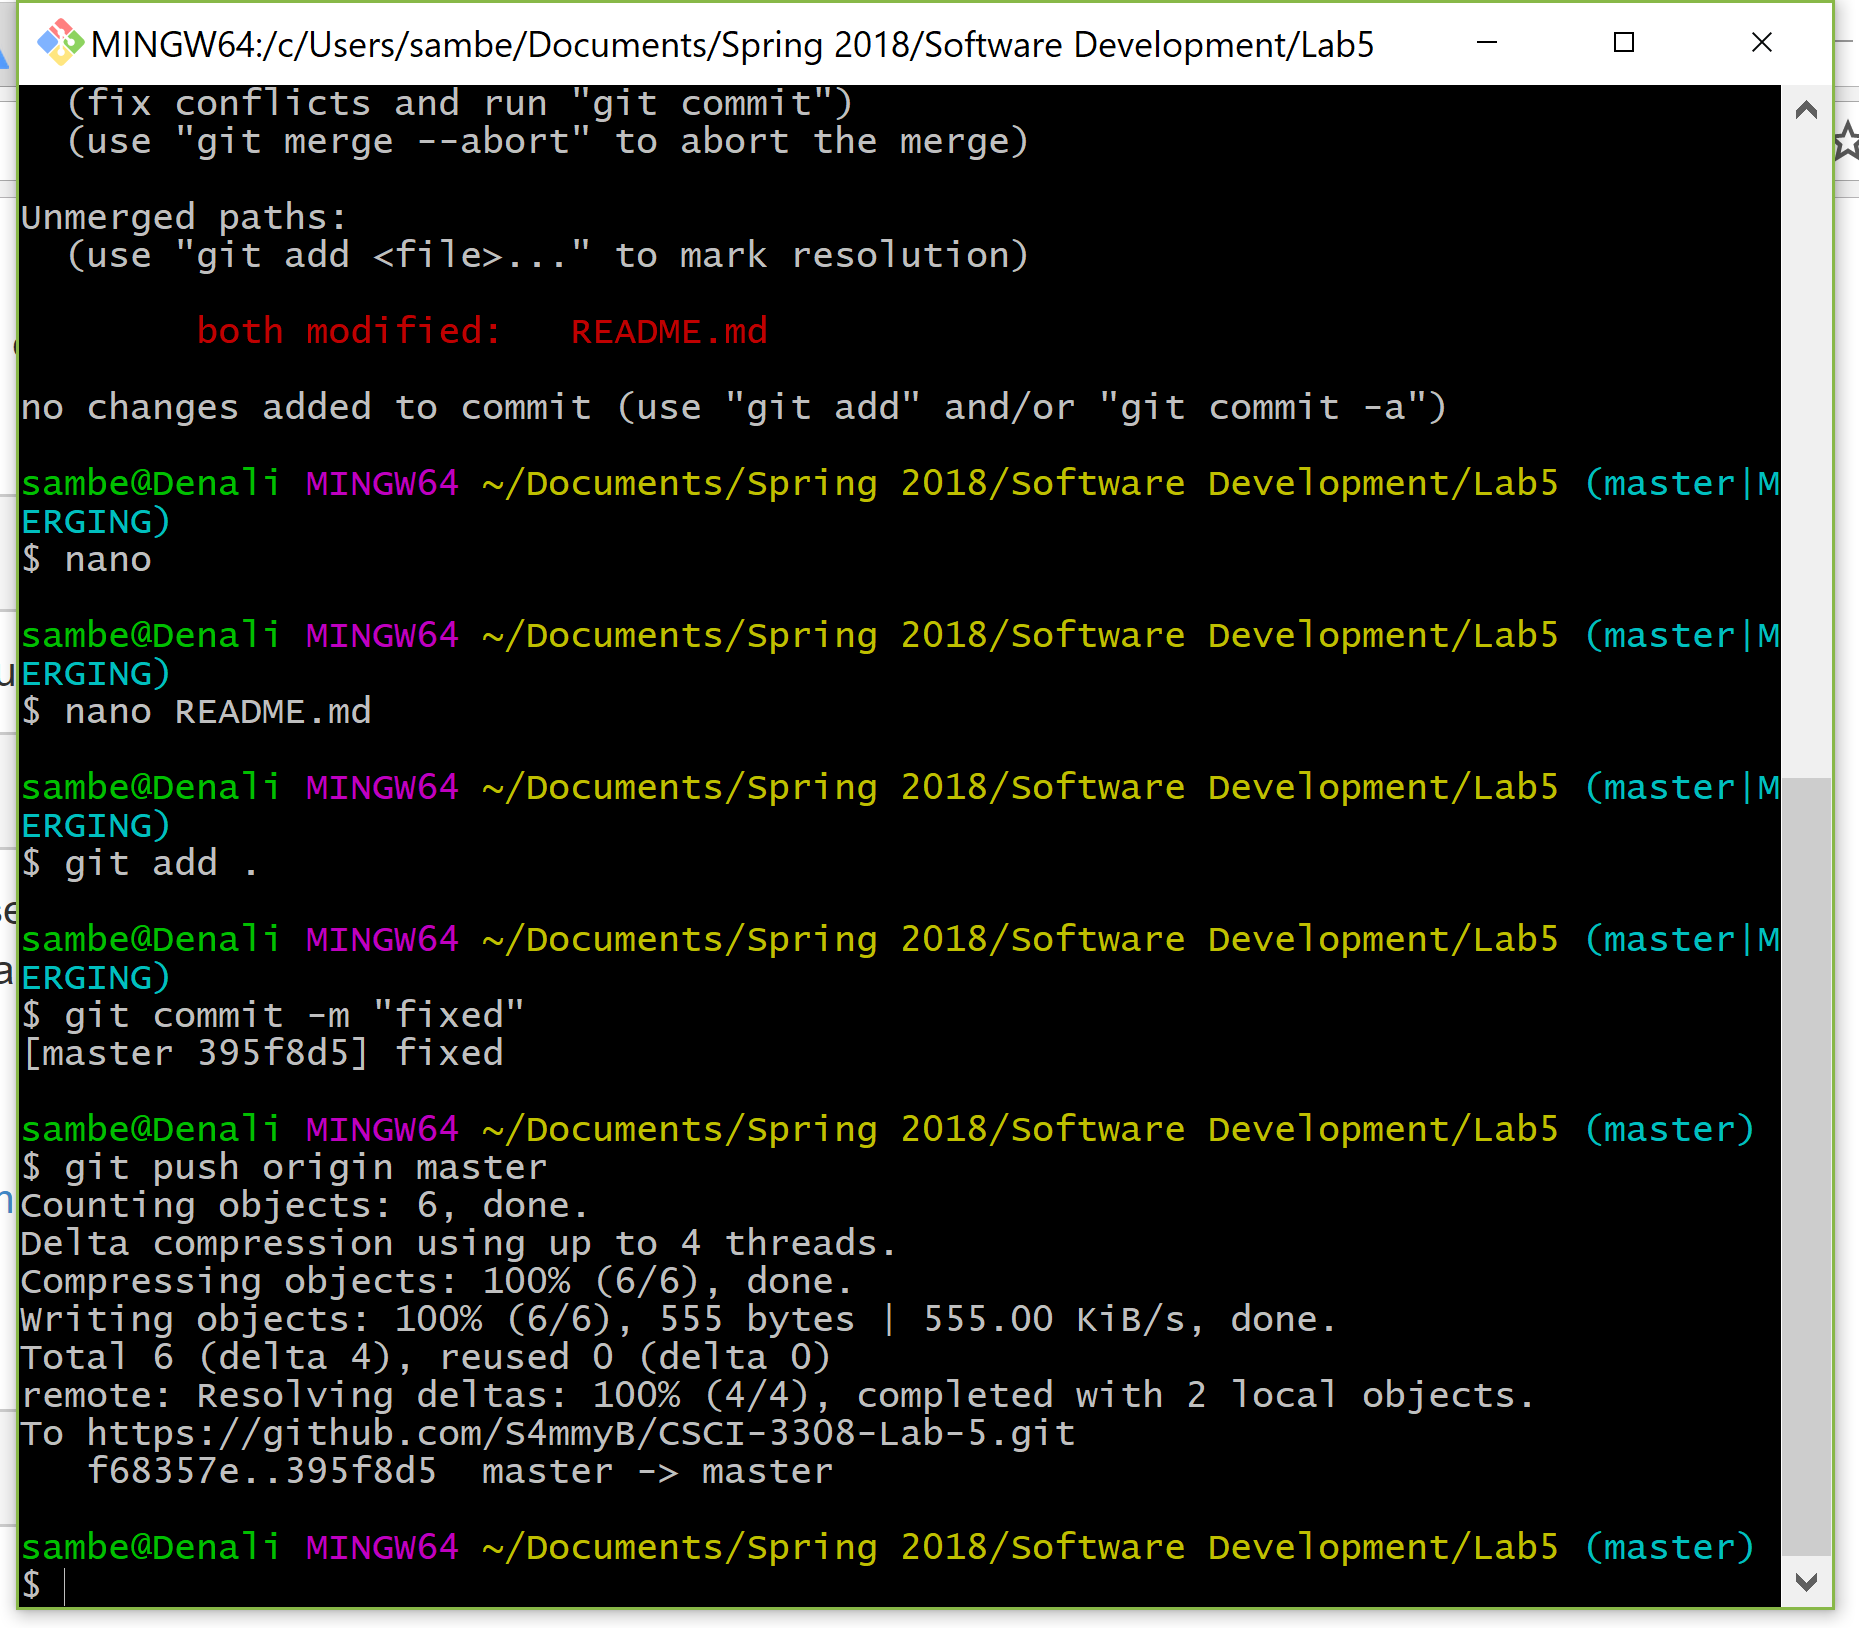 MINGW64:/c/Users/sambe/Documents/Spring 2018/Software Development/Lab5
(fix conflicts and run "git commit")
(use "git merge --abort" to abort the merge)
Unmerged paths:
(use "git add <file>..." to mark resolution)
both modified:   README.md
no changes added to commit (use "git add" and/or "git commit -a")
sambe@Denali MINGW64 ~/Documents/Spring 2018/Software Development/Lab5 (master|M
ERGING)
$ nano
sambe@Denali MINGW64 ~/Documents/Spring 2018/Software Development/Lab5 (master|M
ERGING)
$ nano README.md
sambe@Denali MINGW64 ~/Documents/Spring 2018/Software Development/Lab5 (master|M
ERGING)
$ git add .
sambe@Denali MINGW64 ~/Documents/Spring 2018/Software Development/Lab5 (master|M
ERGING)
$ git commit -m "fixed"
[master 395f8d5] fixed
sambe@Denali MINGW64 ~/Documents/Spring 2018/Software Development/Lab5 (master)
$ git push origin master
Counting objects: 6, done.
Delta compression using up to 4 threads.
Compressing objects: 100% (6/6), done.
Writing objects: 100% (6/6), 555 bytes | 555.00 KiB/s, done.
Total 6 (delta 4), reused 0 (delta 0)
remote: Resolving deltas: 100% (4/4), completed with 2 local objects.
To https://github.com/S4mmyB/CSCI-3308-Lab-5.git
   f68357e..395f8d5  master -> master
sambe@Denali MINGW64 ~/Documents/Spring 2018/Software Development/Lab5 (master)
$